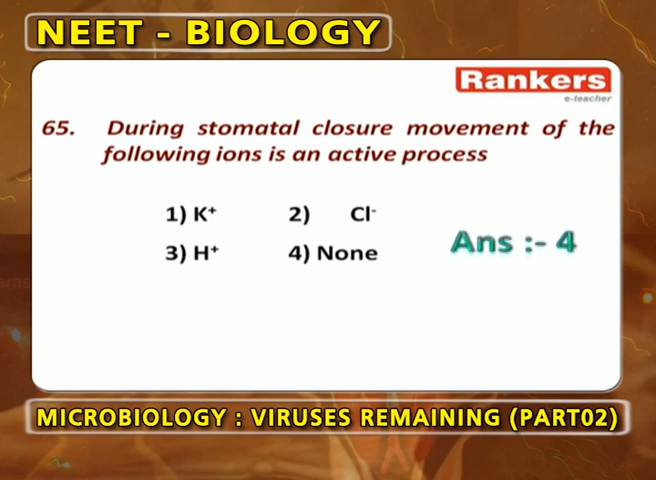 NEET - BIOLOGY
Rankers
e-teacher
65. During stomatal closure movement of the
following ions is an active process
1) K⁺ 2) Cl⁻
3) H⁺ 4) None
Ans :- 4
MICROBIOLOGY : VIRUSES REMAINING (PART02)